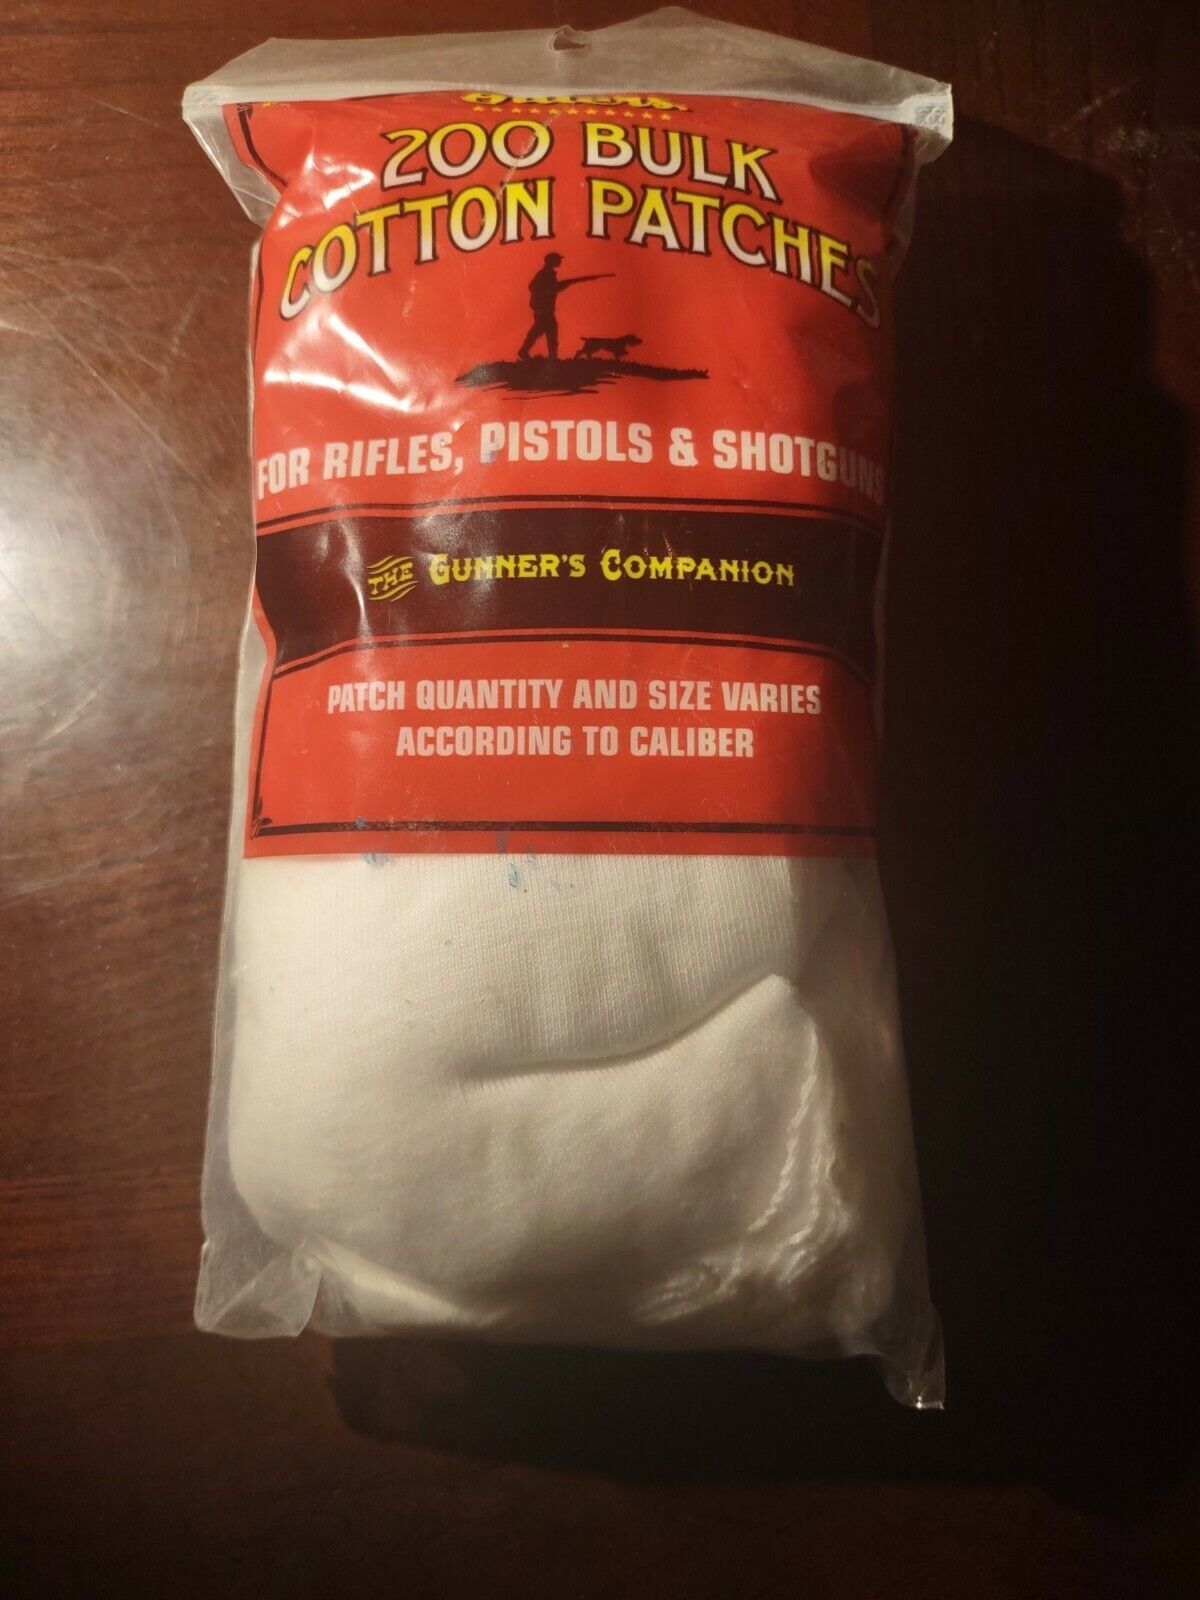 200 BULK
COTTON PATCHES
FOR RIFLES, PISTOLS & SHOTGUNS
THE GUNNER'S COMPANION
PATCH QUANTITY AND SIZE VARIES
ACCORDING TO CALIBER